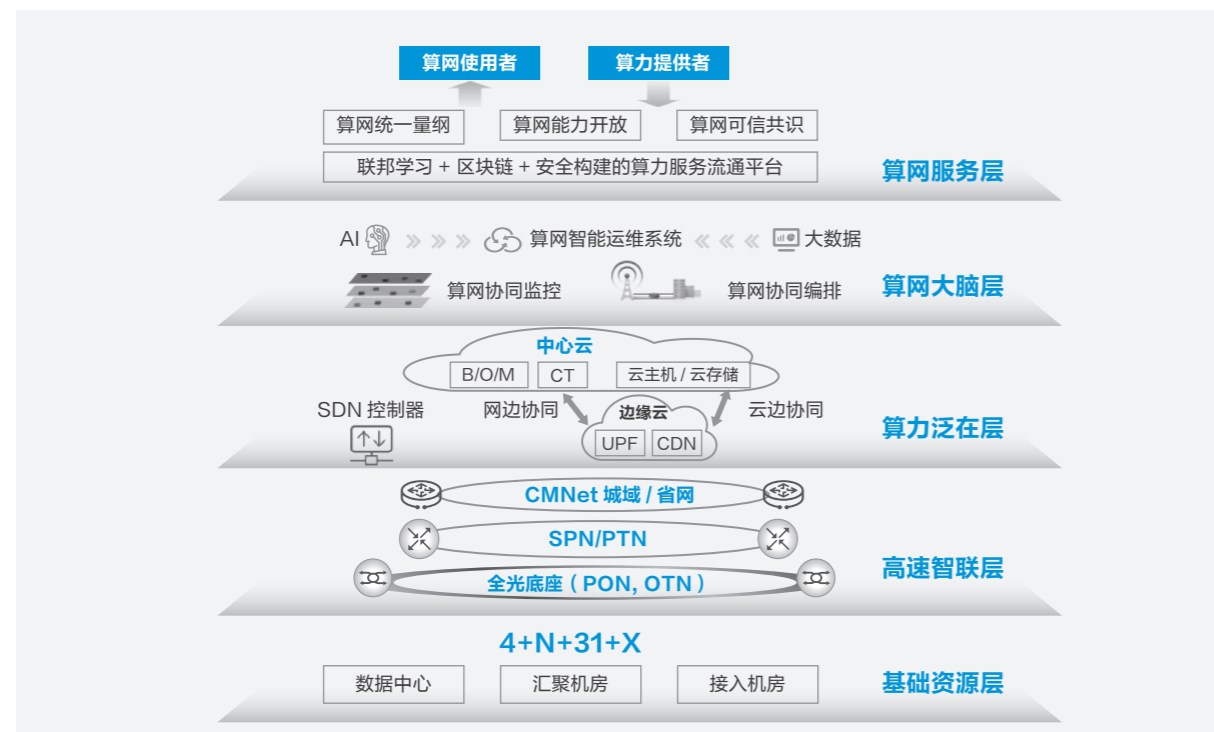 算网使用者 算力提供者
算网统一量纲 算网能力开放 算网可信共识
联邦学习 + 区块链 + 安全构建的算力服务流通平台
算网服务层
AI 算网智能运维系统 大数据
算网协同监控 算网协同编排
算网大脑层
中心云
B/O/M CT 云主机 / 云存储
SDN 控制器 网边协同 边缘云 云边协同
UPF CDN
算力泛在层
CMNet 城域 / 省网
SPN/PTN
全光底座（PON, OTN）
高速智联层
4+N+31+X
数据中心 汇聚机房 接入机房
基础资源层